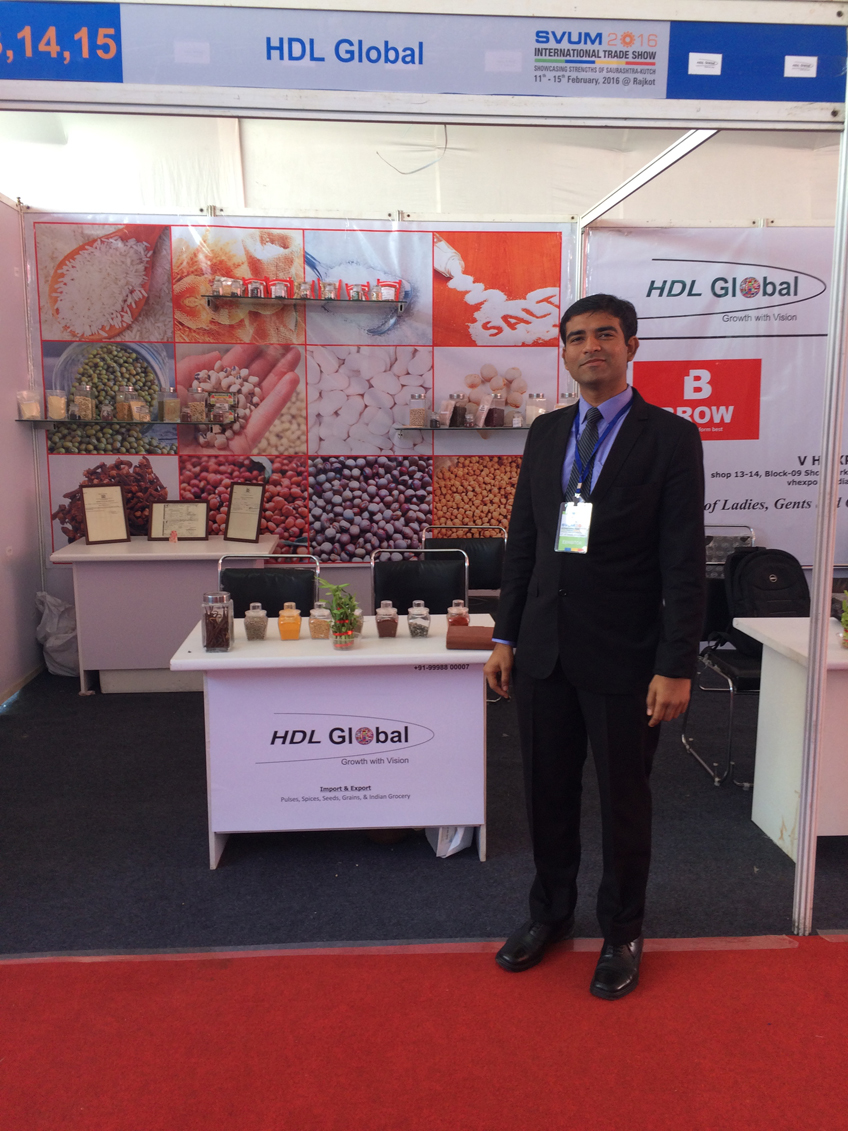 ,14,15
HDL Global
SVUM 2016
INTERNATIONAL TRADE SHOW
SHOWCASING STRENGTHS OF SAURASHTRA-KUTCH
11th - 15th February, 2016 @ Rajkot
SALT
HDL Global
Growth with Vision
B
ROW
V H
shop 13-14, Block-09
of Ladies, Gents
+91-99988 00007
HDL Global
Growth with Vision
Import & Export
Pulses, Spices, Seeds, Grains, & Indian Grocery